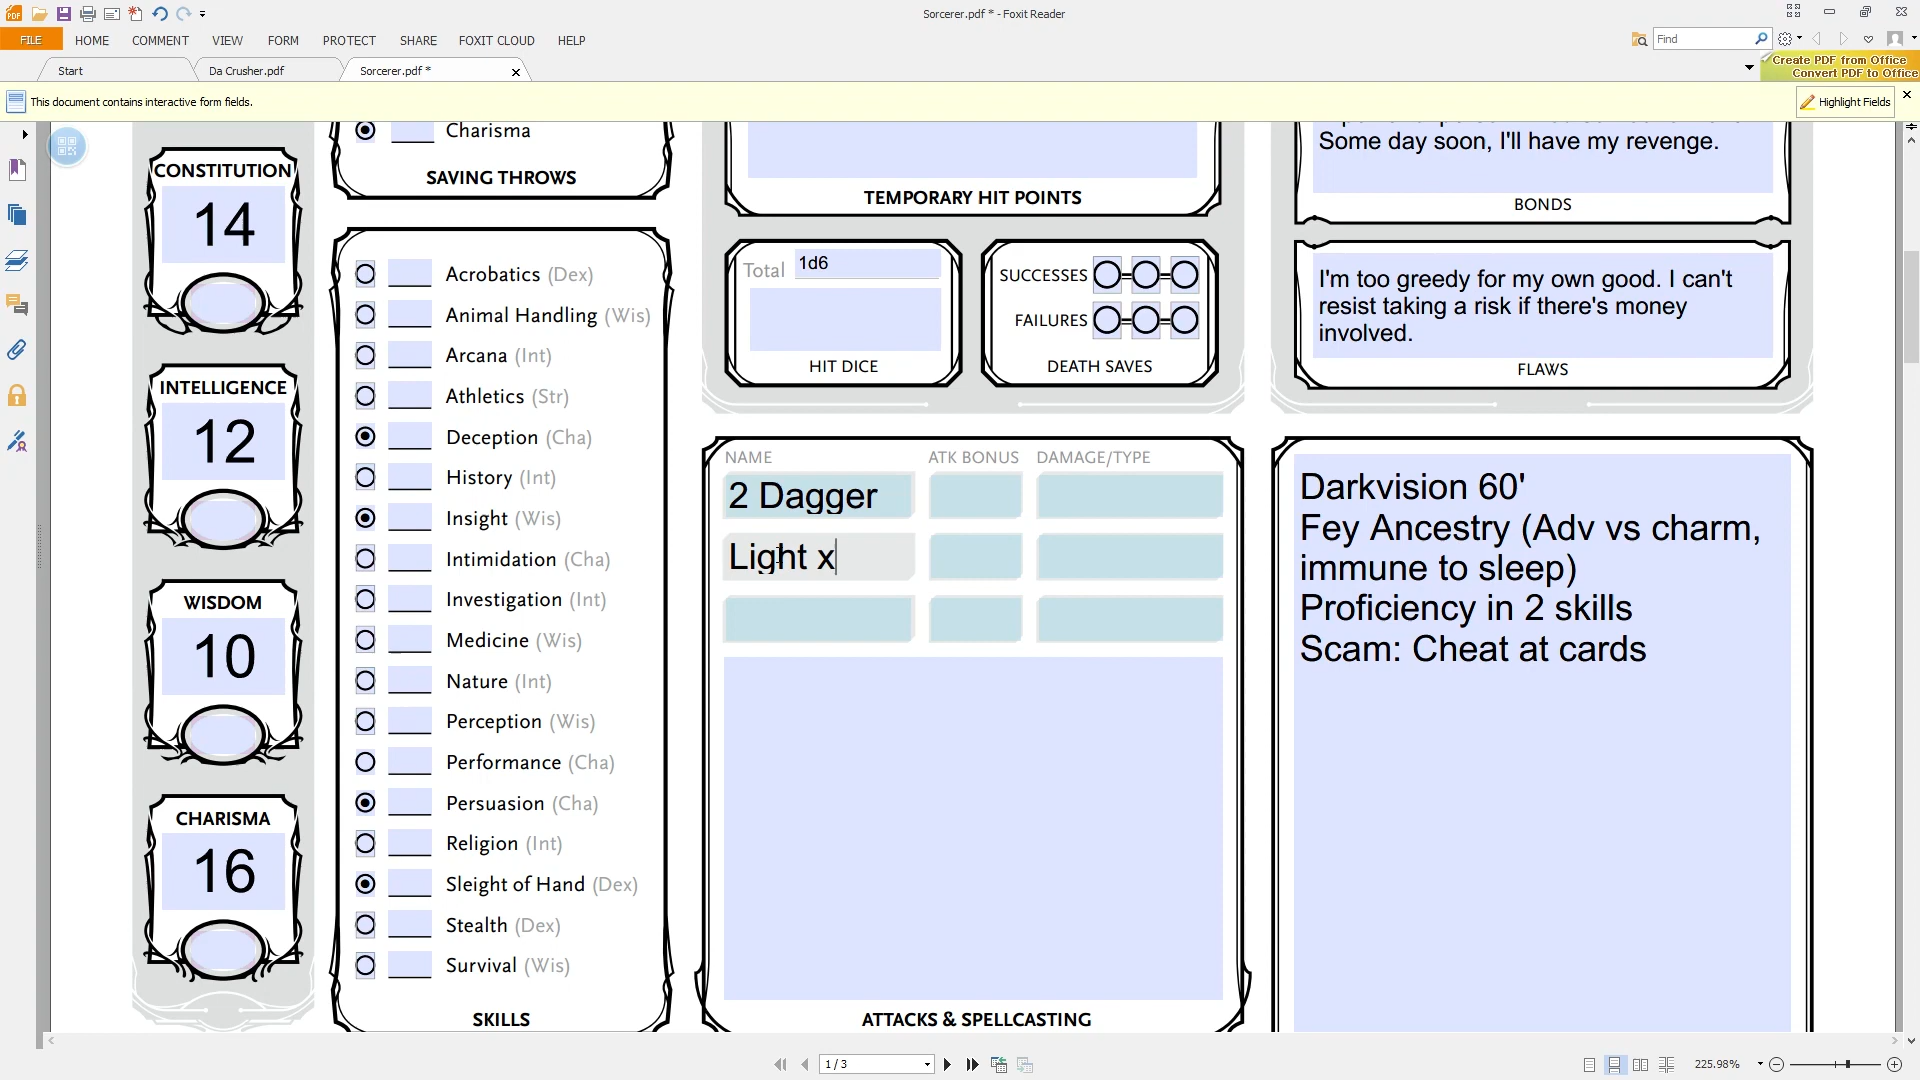 Sorcerer.pdf * - Foxit Reader
FILE
HOME
COMMENT
VIEW
FORM
PROTECT
SHARE
FOXIT CLOUD
HELP
Find
Start
Da Crusher.pdf
Sorcerer.pdf *
Create PDF from Office
Convert PDF to Office
This document contains interactive form fields.
Highlight Fields
Charisma
SAVING THROWS
CONSTITUTION
14
INTELLIGENCE
12
WISDOM
10
CHARISMA
16
Acrobatics (Dex)
Animal Handling (Wis)
Arcana (Int)
Athletics (Str)
Deception (Cha)
History (Int)
Insight (Wis)
Intimidation (Cha)
Investigation (Int)
Medicine (Wis)
Nature (Int)
Perception (Wis)
Performance (Cha)
Persuasion (Cha)
Religion (Int)
Sleight of Hand (Dex)
Stealth (Dex)
Survival (Wis)
SKILLS
TEMPORARY HIT POINTS
Total 1d6
HIT DICE
SUCCESSES
FAILURES
DEATH SAVES
NAME ATK BONUS DAMAGE/TYPE
2 Dagger
Light x
ATTACKS & SPELLCASTING
Some day soon, I'll have my revenge.
BONDS
I'm too greedy for my own good. I can't
resist taking a risk if there's money
involved.
FLAWS
Darkvision 60'
Fey Ancestry (Adv vs charm,
immune to sleep)
Proficiency in 2 skills
Scam: Cheat at cards
1 / 3
225.98%